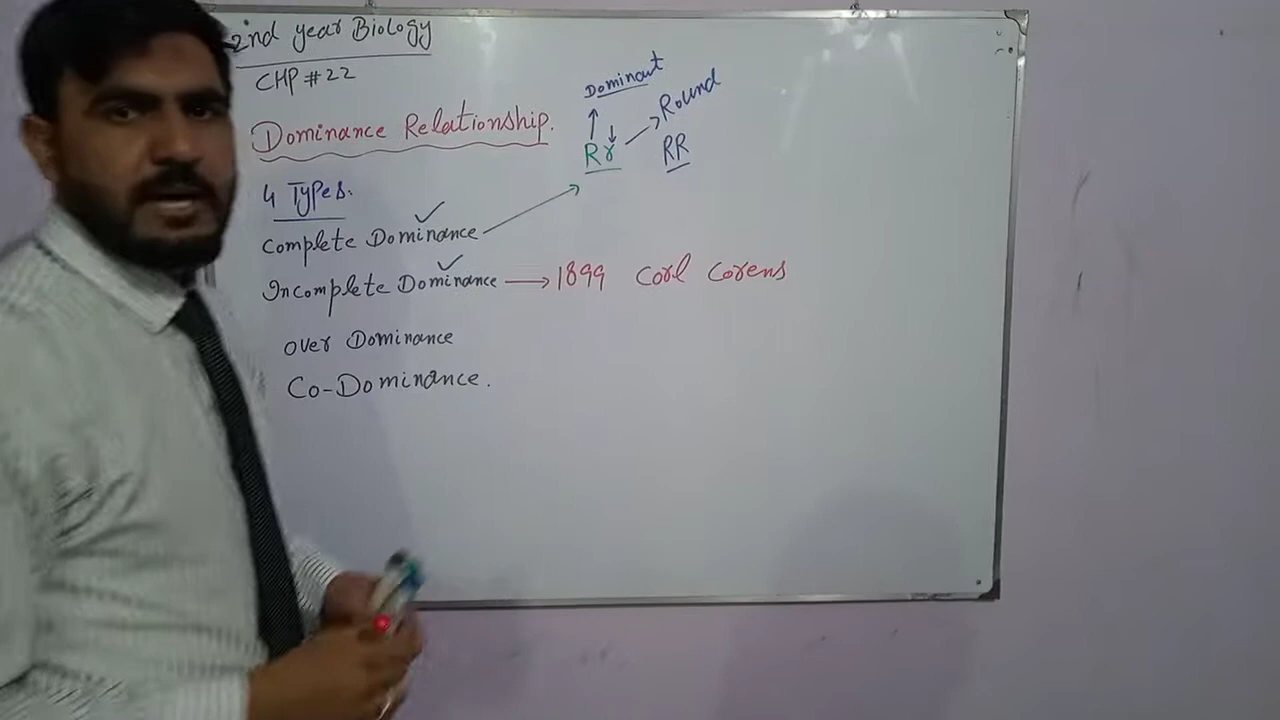 2nd year Biology
CHP # 22
Dominance Relationship.
Dominant
Round
Rr
RR
4 Types.
Complete Dominance
Incomplete Dominance → 1899 Corl Corens
over Dominance
Co-Dominance.